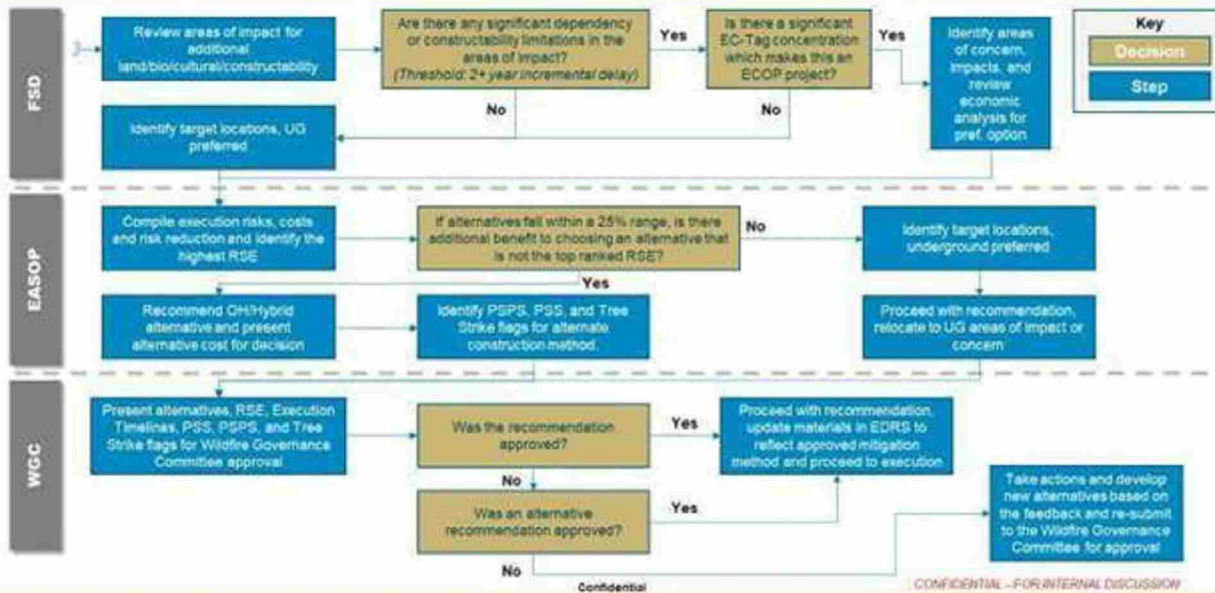 FSD
Review areas of impact for
additional
land/bio/cultural/constructability
Are there any significant dependency
or constructability limitations in the
areas of impact?
(Threshold: 2+ year incremental delay)
Yes
No
Is there a significant
EC-Tag concentration
which makes this an
ECOP project?
Yes
No
Identify areas
of concern,
impacts, and
review
economic
analysis for
pref. option
Key
Decision
Step
Identify target locations, UG
preferred
EASOP
Compile execution risks, costs
and risk reduction and identify the
highest RSE
If alternatives fall within a 25% range, is there
additional benefit to choosing an alternative that
is not the top ranked RSE?
No
Yes
Identify target locations,
underground preferred
Recommend OH/Hybrid
alternative and present
alternative cost for decision
Identify PSPS, PSS, and Tree
Strike flags for alternate
construction method.
Proceed with recommendation,
relocate to UG areas of impact or
concern
WGC
Present alternatives, RSE, Execution
Timelines, PSS, PSPS, and Tree
Strike flags for Wildfire Governance
Committee approval
Was the recommendation
approved?
Yes
No
Proceed with recommendation,
update materials in EDRS to
reflect approved mitigation
method and proceed to execution
Was an alternative
recommendation approved?
Yes
No
Take actions and develop
new alternatives based on
the feedback and re-submit
to the Wildfire Governance
Committee for approval
Confidential
CONFIDENTIAL – FOR INTERNAL DISCUSSION